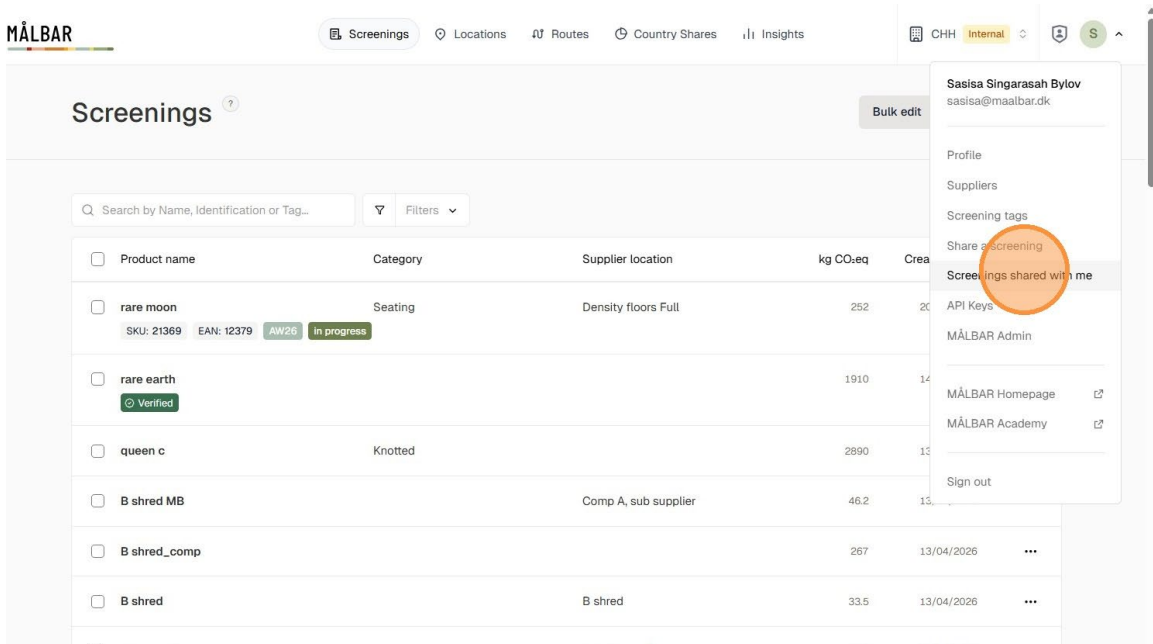 MÅLBAR
Screenings
Locations
Routes
Country Shares
Insights
CHH Internal
S
Sasisa Singarasah Bylov
sasisa@maalbar.dk
Profile
Suppliers
Screening tags
Share a screening
Screenings shared with me
API Keys
MÅLBAR Admin
MÅLBAR Homepage
MÅLBAR Academy
Sign out
Screenings ?
Bulk edit
Search by Name, Identification or Tag...
Filters
Product name Category Supplier location kg CO₂eq
rare moon Seating Density floors Full 252
SKU: 21369 EAN: 12379 AW26 in progress
rare earth 1910
Verified
queen c Knotted 2890
B shred MB Comp A, sub supplier 46.2
B shred_comp 267 13/04/2026
B shred B shred 33.5 13/04/2026